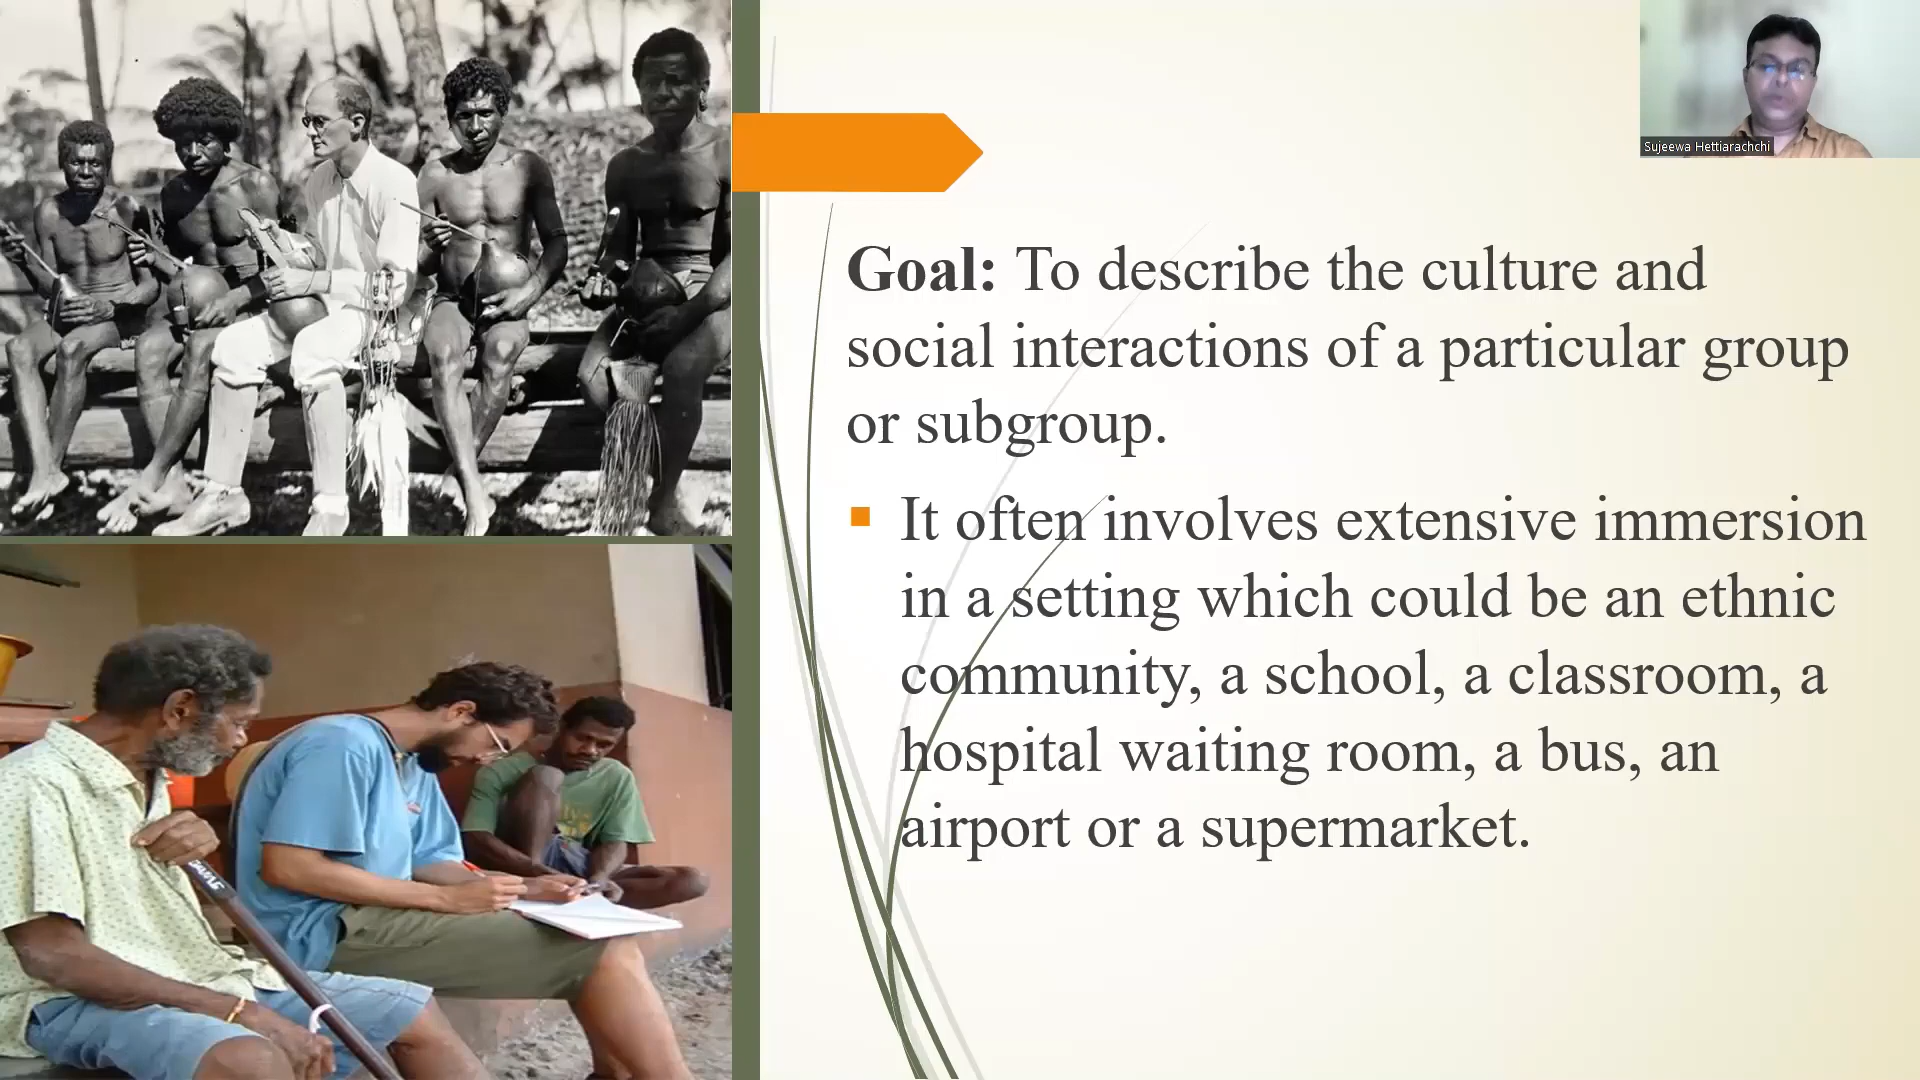 Sujeewa Hettiarachchi
Goal: To describe the culture and
social interactions of a particular group
or subgroup.
It often involves extensive immersion
in a setting which could be an ethnic
community, a school, a classroom, a
hospital waiting room, a bus, an
airport or a supermarket.